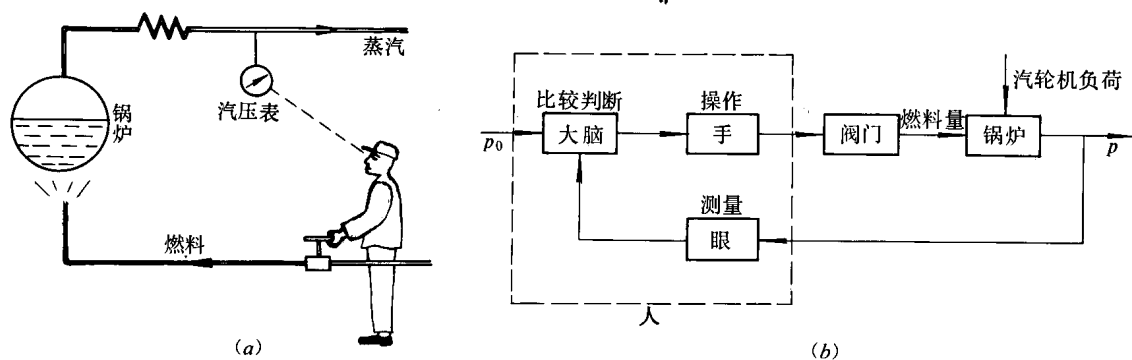 蒸汽
锅炉
汽压表
燃料
(a)
汽轮机负荷
比较判断
操作
燃料量
p₀
大脑
手
阀门
锅炉
p
测量
眼
人
(b)